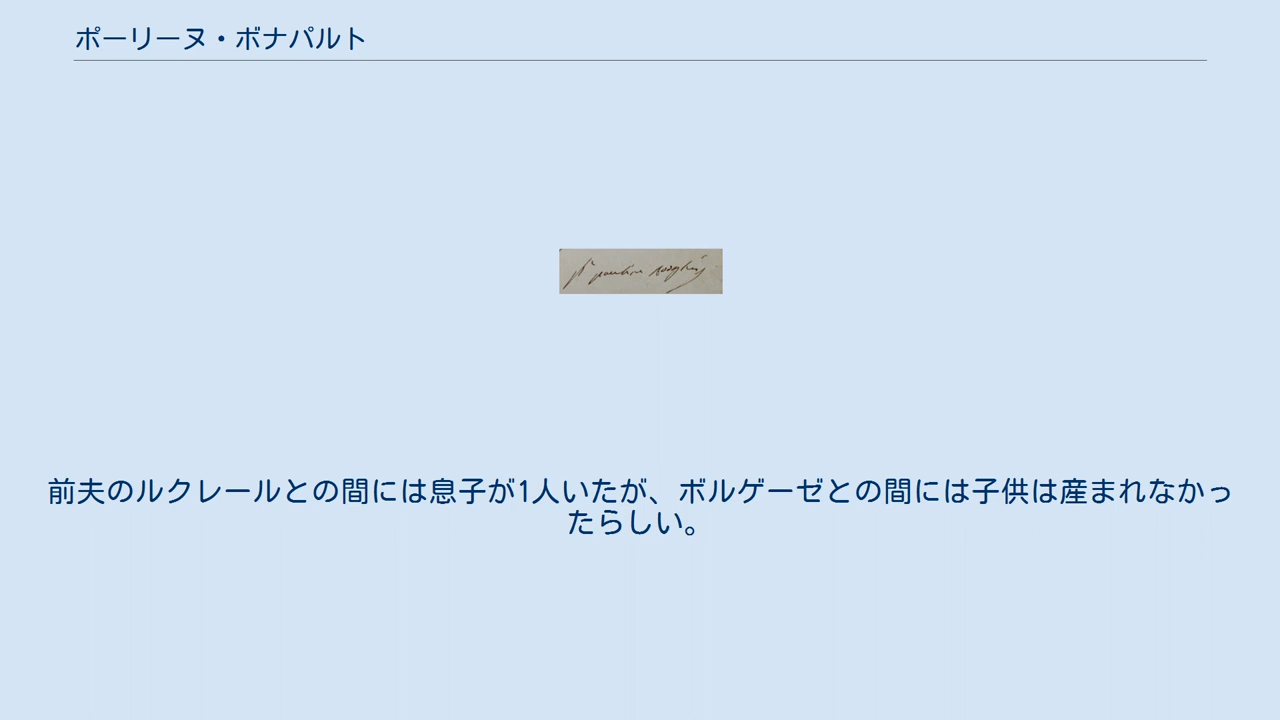 ポーリーヌ・ボナパルト
Pauline Borghese
前夫のルクレールとの間には息子が1人いたが、ボルゲーゼとの間には子供は産まれなかっ
たらしい。